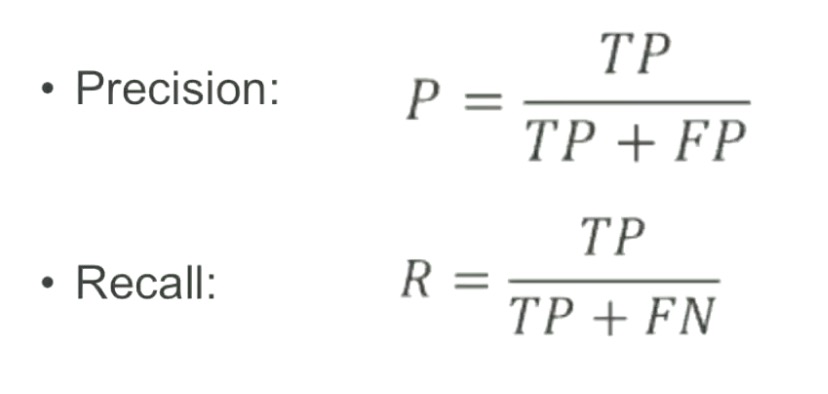 • Precision: P = TP / (TP + FP)
• Recall: R = TP / (TP + FN)